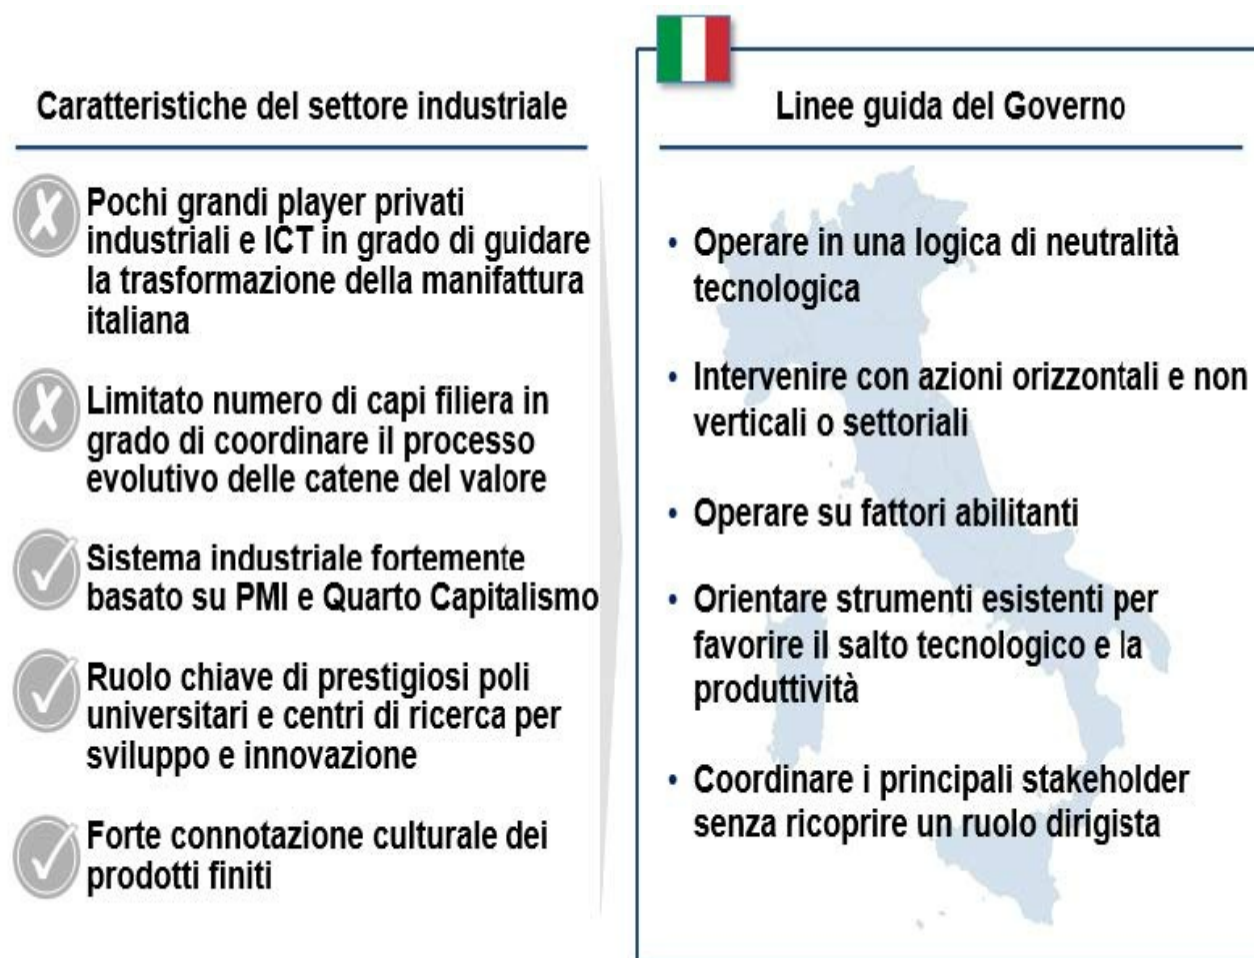 Caratteristiche del settore industriale
Pochi grandi player privati
industriali e ICT in grado di guidare
la trasformazione della manifattura
italiana
Limitato numero di capi filiera in
grado di coordinare il processo
evolutivo delle catene del valore
Sistema industriale fortemente
basato su PMI e Quarto Capitalismo
Ruolo chiave di prestigiosi poli
universitari e centri di ricerca per
sviluppo e innovazione
Forte connotazione culturale dei
prodotti finiti
Linee guida del Governo
• Operare in una logica di neutralità
tecnologica
• Intervenire con azioni orizzontali e non
verticali o settoriali
• Operare su fattori abilitanti
• Orientare strumenti esistenti per
favorire il salto tecnologico e la
produttività
• Coordinare i principali stakeholder
senza ricoprire un ruolo dirigista